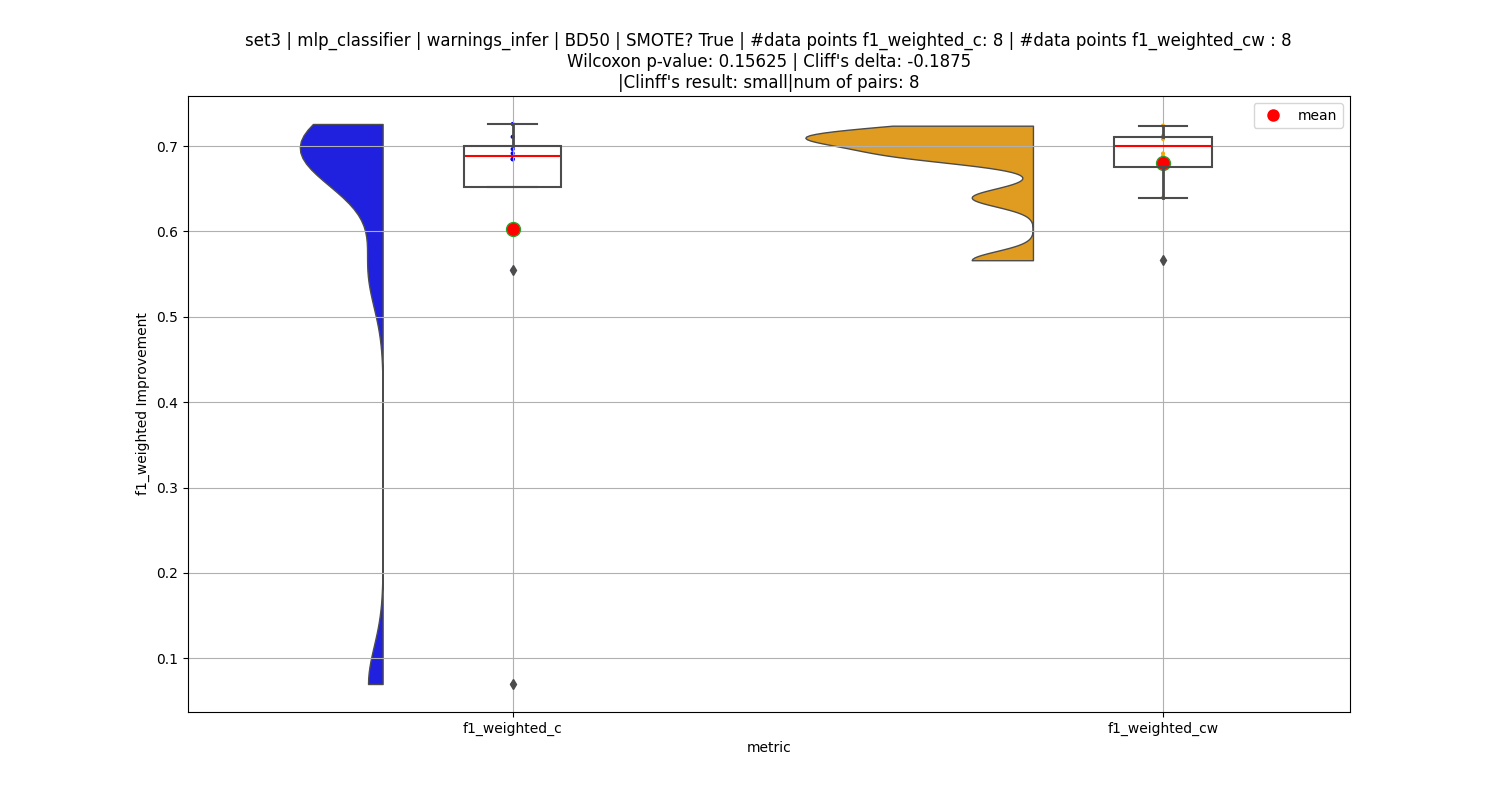 set3 | mlp_classifier | warnings_infer | BD50 | SMOTE? True | #data points f1_weighted_c: 8 | #data points f1_weighted_cw : 8
Wilcoxon p-value: 0.15625 | Cliff's delta: -0.1875
|Clinff's result: small|num of pairs: 8
mean
f1_weighted Improvement
0.7
0.6
0.5
0.4
0.3
0.2
0.1
f1_weighted_c
f1_weighted_cw
metric